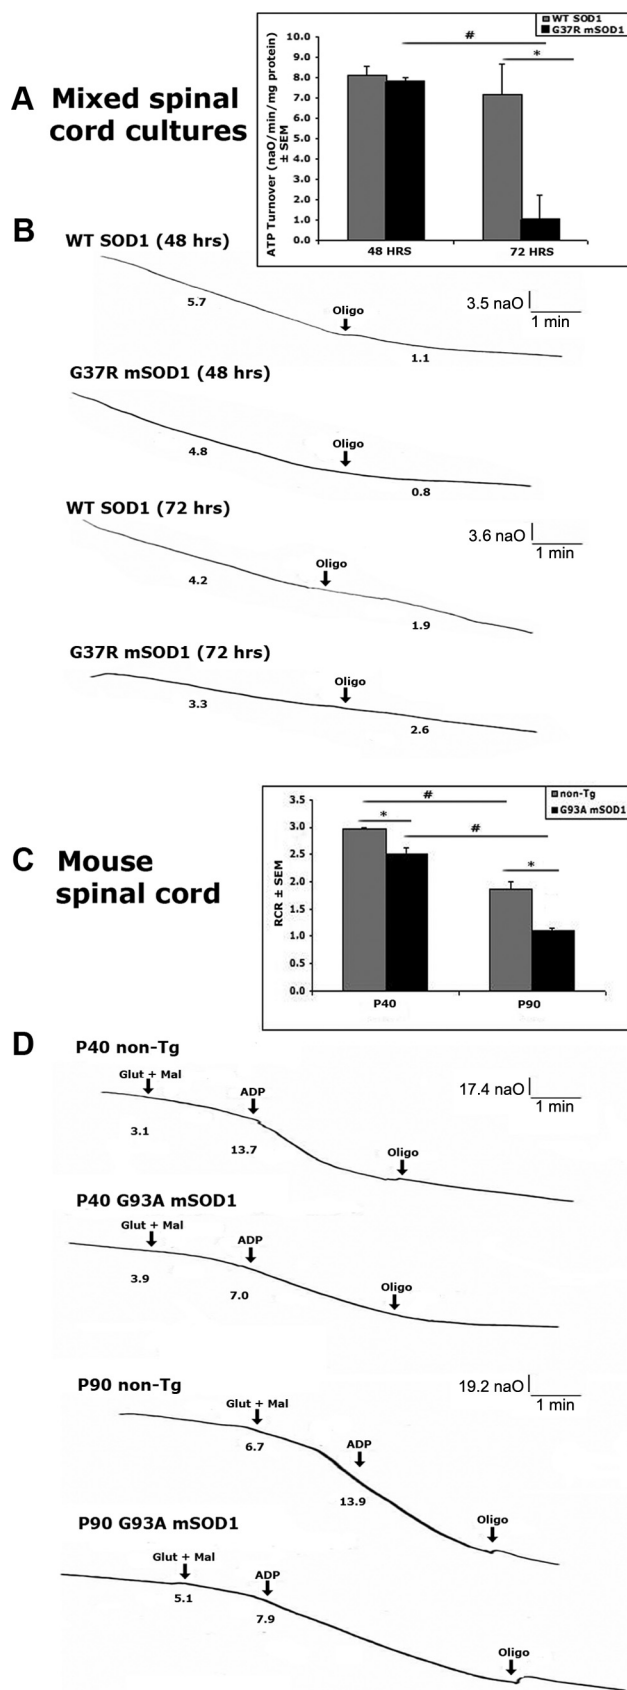 WT SOD1
G37R mSOD1
#
*
10.0
9.0
8.0
7.0
6.0
5.0
4.0
3.0
2.0
1.0
0.0
ATP Turnover (naO/min/mg protein)
± SEM
48 HRS
72 HRS
A Mixed spinal
cord cultures
B
WT SOD1 (48 hrs)
5.7
Oligo
1.1
3.5 naO
1 min
G37R mSOD1 (48 hrs)
4.8
Oligo
0.8
WT SOD1 (72 hrs)
4.2
Oligo
1.9
3.6 naO
1 min
G37R mSOD1 (72 hrs)
3.3
Oligo
2.6
non-Tg
G93A mSOD1
#
*
#
*
3.5
3.0
2.5
2.0
1.5
1.0
0.5
0.0
RCR ± SEM
P40
P90
C Mouse
spinal cord
D
P40 non-Tg
Glut + Mal
ADP
3.1
13.7
Oligo
17.4 naO
1 min
P40 G93A mSOD1
Glut + Mal
ADP
3.9
7.0
Oligo
P90 non-Tg
Glut + Mal
6.7
ADP
13.9
Oligo
19.2 naO
1 min
P90 G93A mSOD1
Glut + Mal
5.1
ADP
7.9
Oligo